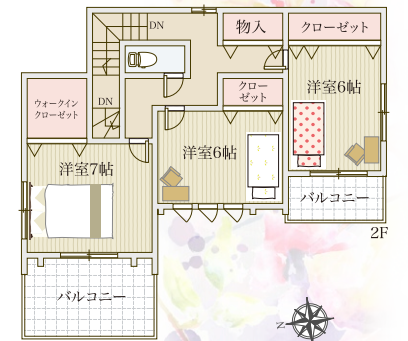 DN
物入
クローゼット
ウォークイン
クローゼット
DN
クロー
ゼット
洋室6帖
洋室7帖
洋室6帖
バルコニー
2F
バルコニー
N